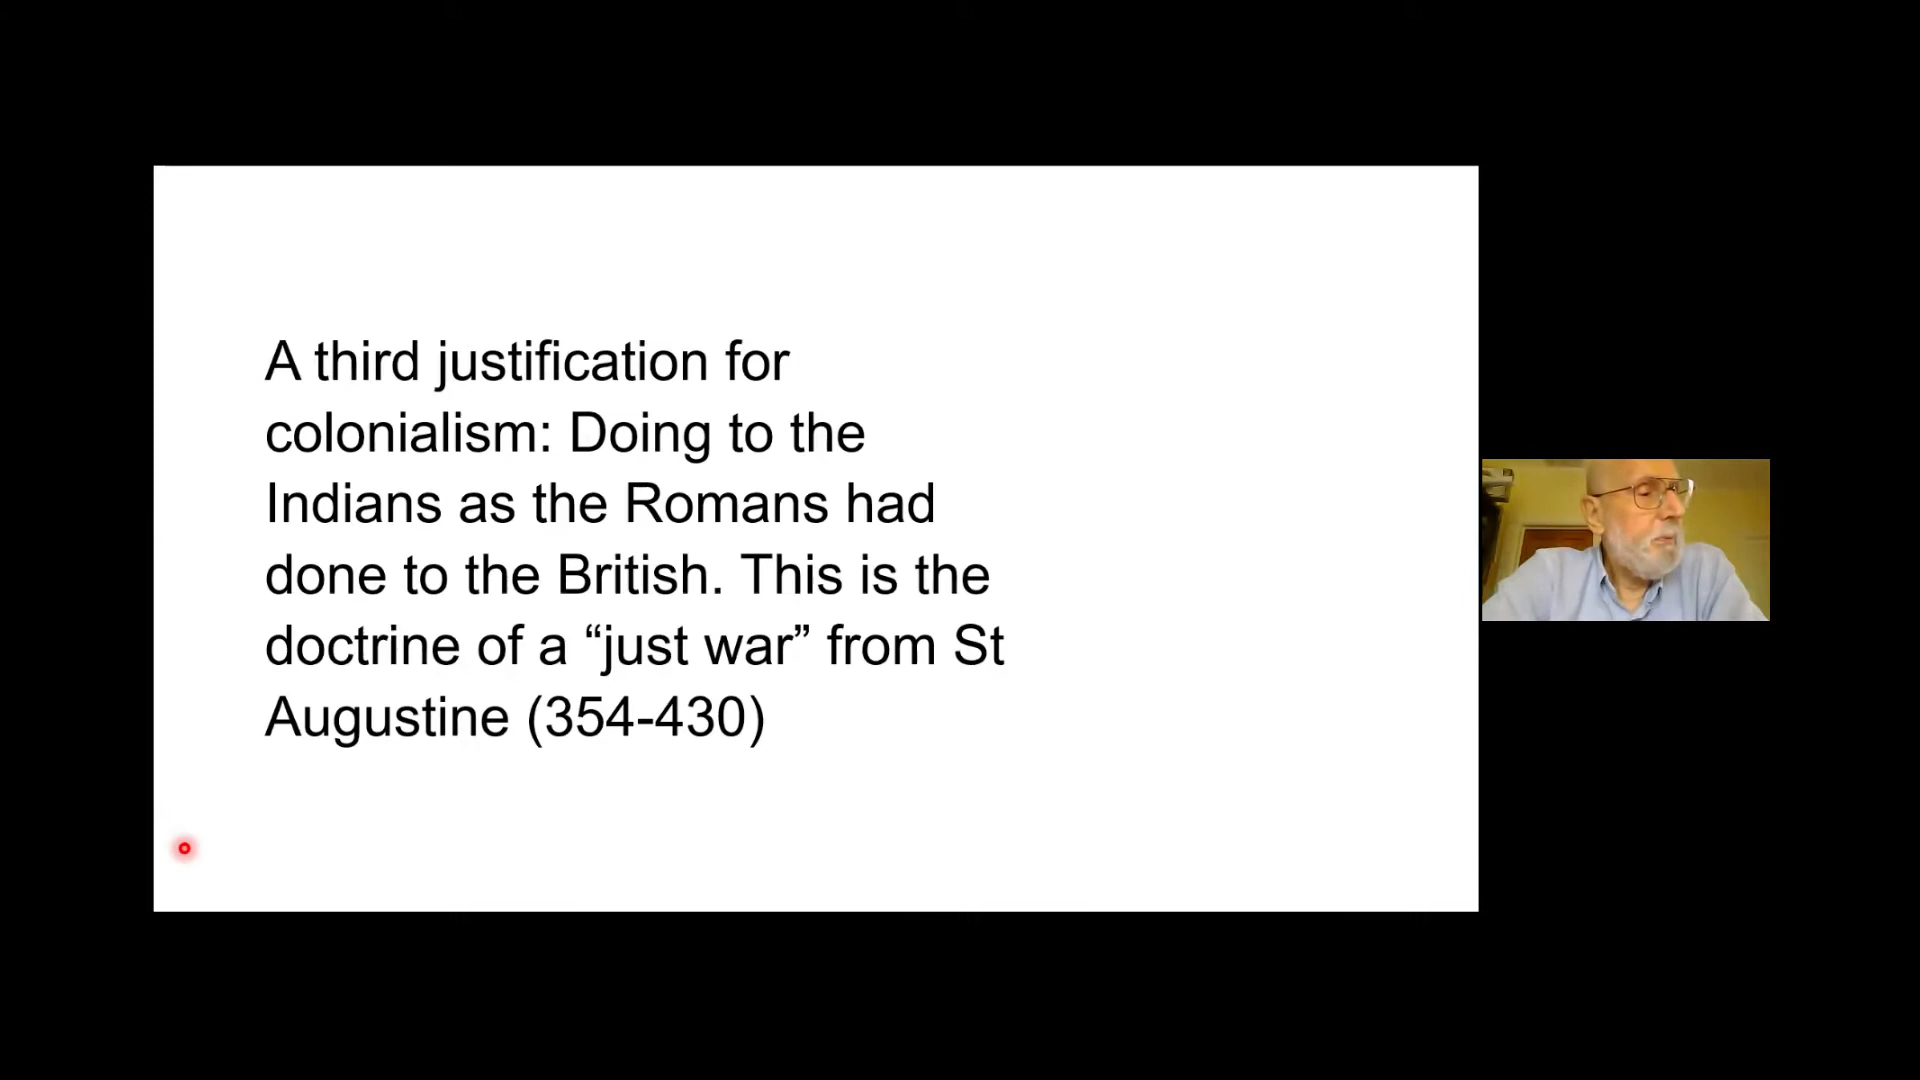 A third justification for
colonialism: Doing to the
Indians as the Romans had
done to the British. This is the
doctrine of a “just war” from St
Augustine (354-430)